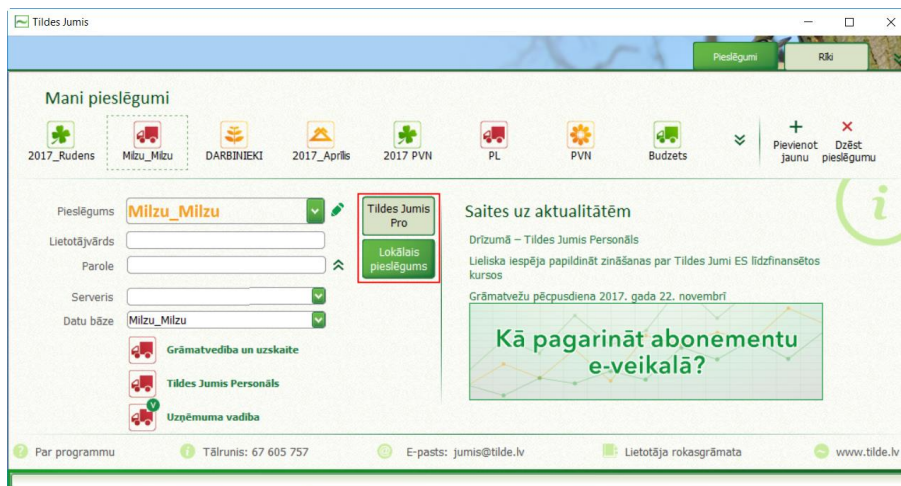 Tildes Jumis
Pieslēgumi
Rīki
Mani pieslēgumi
2017_Rudens
Milzu_Milzu
DARBINIEKI
2017_Aprīlis
2017 PVN
PL
PVN
Budzets
Pievienot
jaunu
Dzēst
pieslēgumu
Pieslēgums
Milzu_Milzu
Lietotājvārds
Parole
Serveris
Datu bāze
Milzu_Milzu
Grāmatvedība un uzskaite
Tildes Jumis Personāls
V
Uzņēmuma vadība
Tildes Jumis
Pro
Lokālais
pieslēgums
Saites uz aktualitātēm
Drīzumā – Tildes Jumis Personāls
Lieliska iespēja papildināt zināšanas par Tildes Jumi ES līdzfinansētos
kursos
Grāmatvežu pēcpusdiena 2017. gada 22. novembrī
Kā pagarināt abonementu
e-veikalā?
Par programmu
Tālrunis: 67 605 757
E-pasts: jumis@tilde.lv
Lietotāja rokasgrāmata
www.tilde.lv